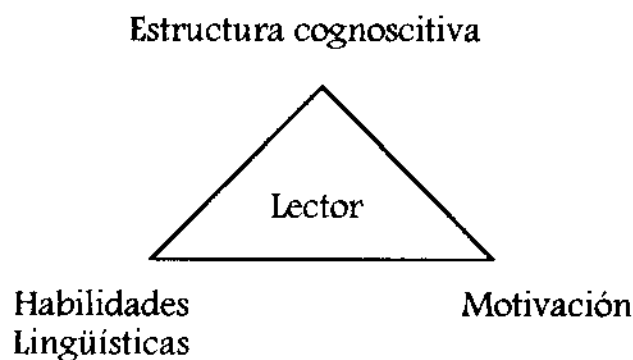 Estructura cognoscitiva
Lector
Habilidades
Lingüísticas
Motivación